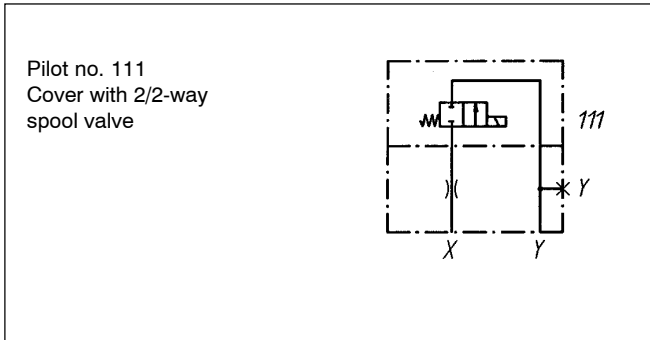 Pilot no. 111
Cover with 2/2-way
spool valve
111
Y
X
Y